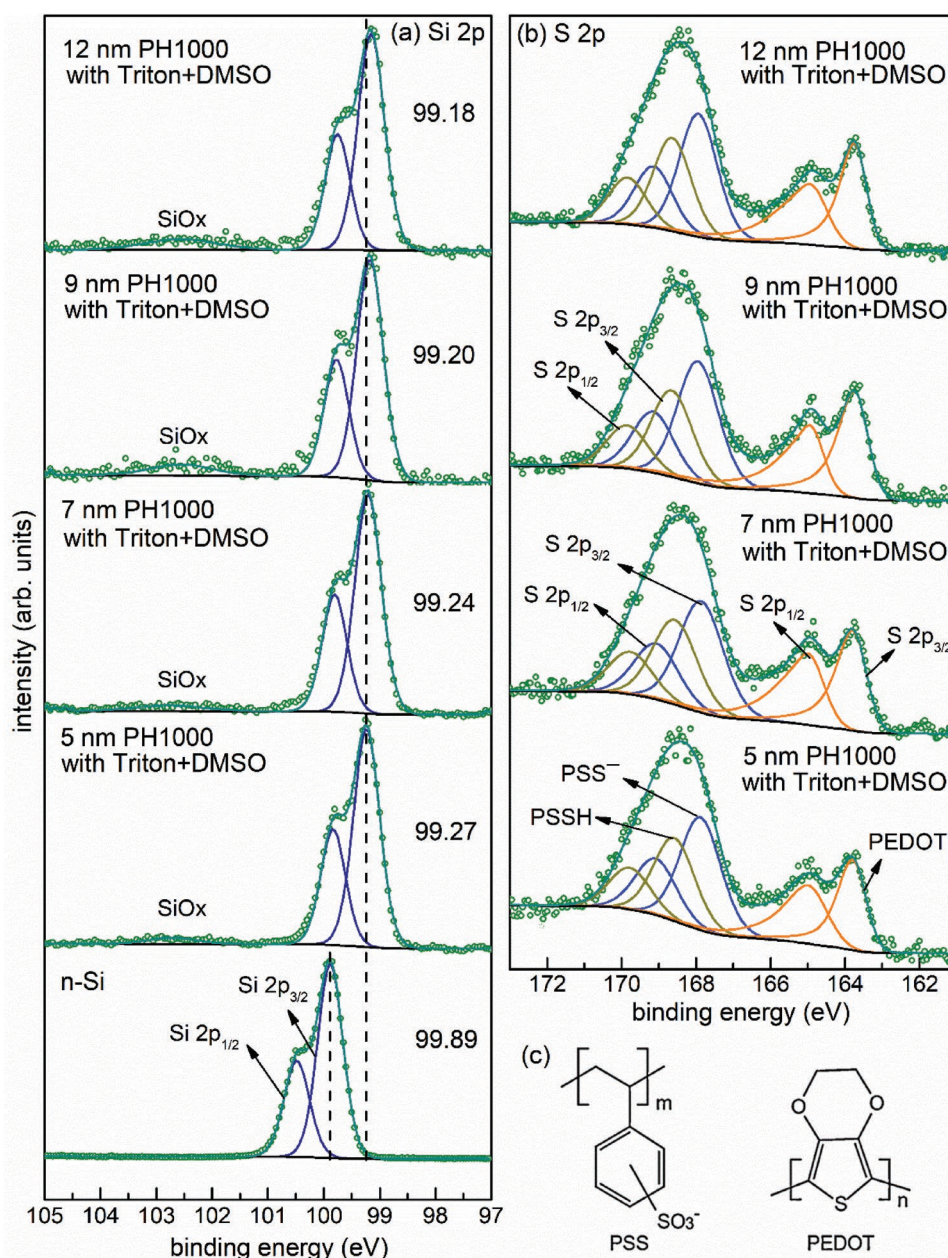 (a) Si 2p
12 nm PH1000
with Triton+DMSO
99.18
SiOx
9 nm PH1000
with Triton+DMSO
99.20
SiOx
7 nm PH1000
with Triton+DMSO
99.24
SiOx
5 nm PH1000
with Triton+DMSO
99.27
SiOx
n-Si
Si 2p3/2
Si 2p1/2
99.89
105 104 103 102 101 100 99 98 97
binding energy (eV)
intensity (arb. units)
(b) S 2p
12 nm PH1000
with Triton+DMSO
9 nm PH1000
with Triton+DMSO
S 2p3/2
S 2p1/2
7 nm PH1000
with Triton+DMSO
S 2p3/2
S 2p1/2
S 2p1/2
S 2p3/2
5 nm PH1000
with Triton+DMSO
PSS−
PSSH
PEDOT
172 170 168 166 164 162
binding energy (eV)
(c)
m
SO3−
PSS
O
O
S
n
PEDOT